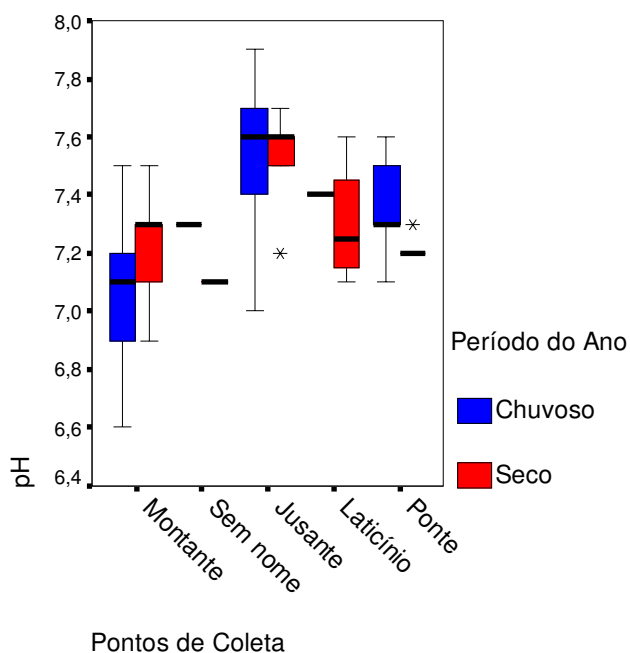 8,0
7,8
7,6
7,4
7,2
7,0
6,8
6,6
6,4
pH
Montante
Sem nome
Jusante
Laticínio
Ponte
Pontos de Coleta
Período do Ano
Chuvoso
Seco